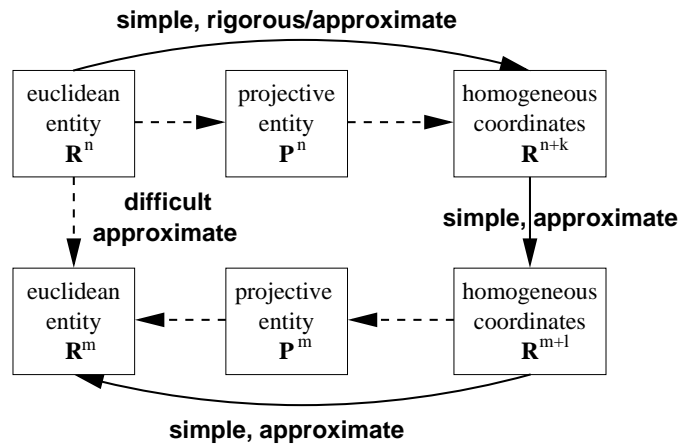 simple, rigorous/approximate
euclidean
entity
R^n
projective
entity
P^n
homogeneous
coordinates
R^n+k
difficult
approximate
simple, approximate
euclidean
entity
R^m
projective
entity
P^m
homogeneous
coordinates
R^m+l
simple, approximate